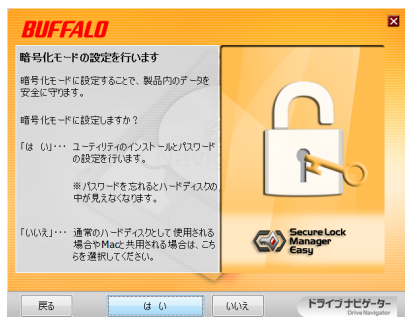 BUFFALO
暗号化モードの設定を行います
暗号化モードに設定することで、製品内のデータを
安全に守ります。
暗号化モードに設定しますか？
「は い」・・・ ユーティリティのインストールとパスワード
の設定を行います。
※パスワードを忘れるとハードディスクの
中が見えなくなります。
「いいえ」・・・ 通常のハードディスクとして使用される
場合やMacと共用される場合は、こち
らを選択してください。
Secure Lock
Manager
Easy
戻る
は い
いいえ
ドライブナビゲーター
Drive Navigator